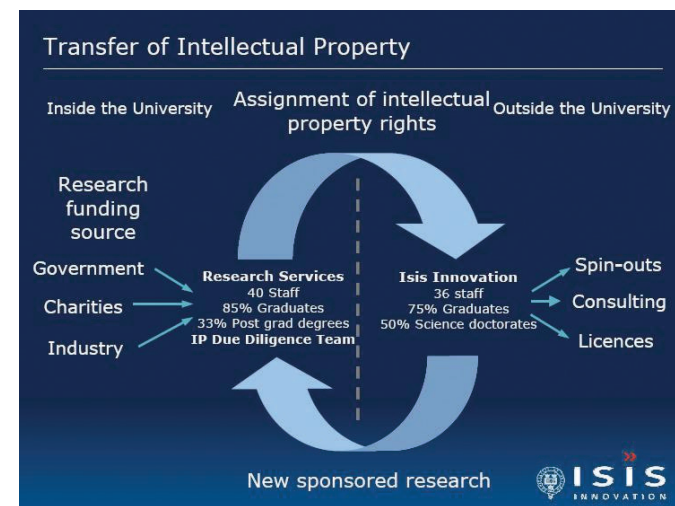 Transfer of Intellectual Property
Inside the University
Assignment of intellectual
property rights
Outside the University
Research
funding
source
Government
Charities
Industry
Research Services
40 Staff
85% Graduates
33% Post grad degrees
IP Due Diligence Team
Isis Innovation
36 staff
75% Graduates
50% Science doctorates
Spin-outs
Consulting
Licences
New sponsored research
ISIS
INNOVATION